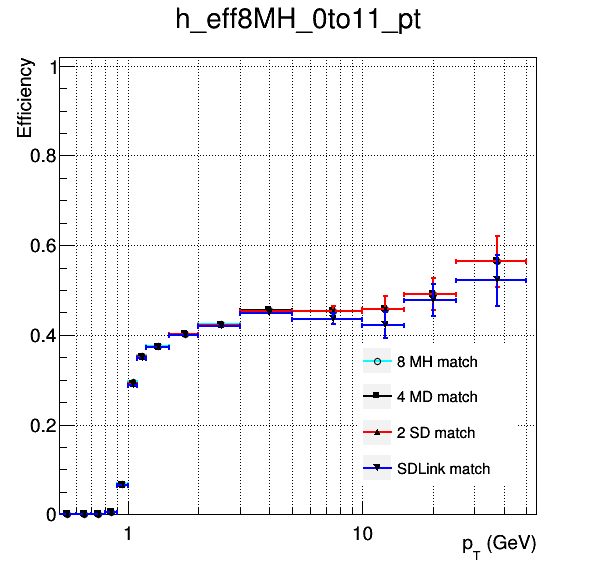 h_eff8MH_0to11_pt
Efficiency
1
0.8
0.6
0.4
0.2
0
8 MH match
4 MD match
2 SD match
SDLink match
1
10
p_T (GeV)